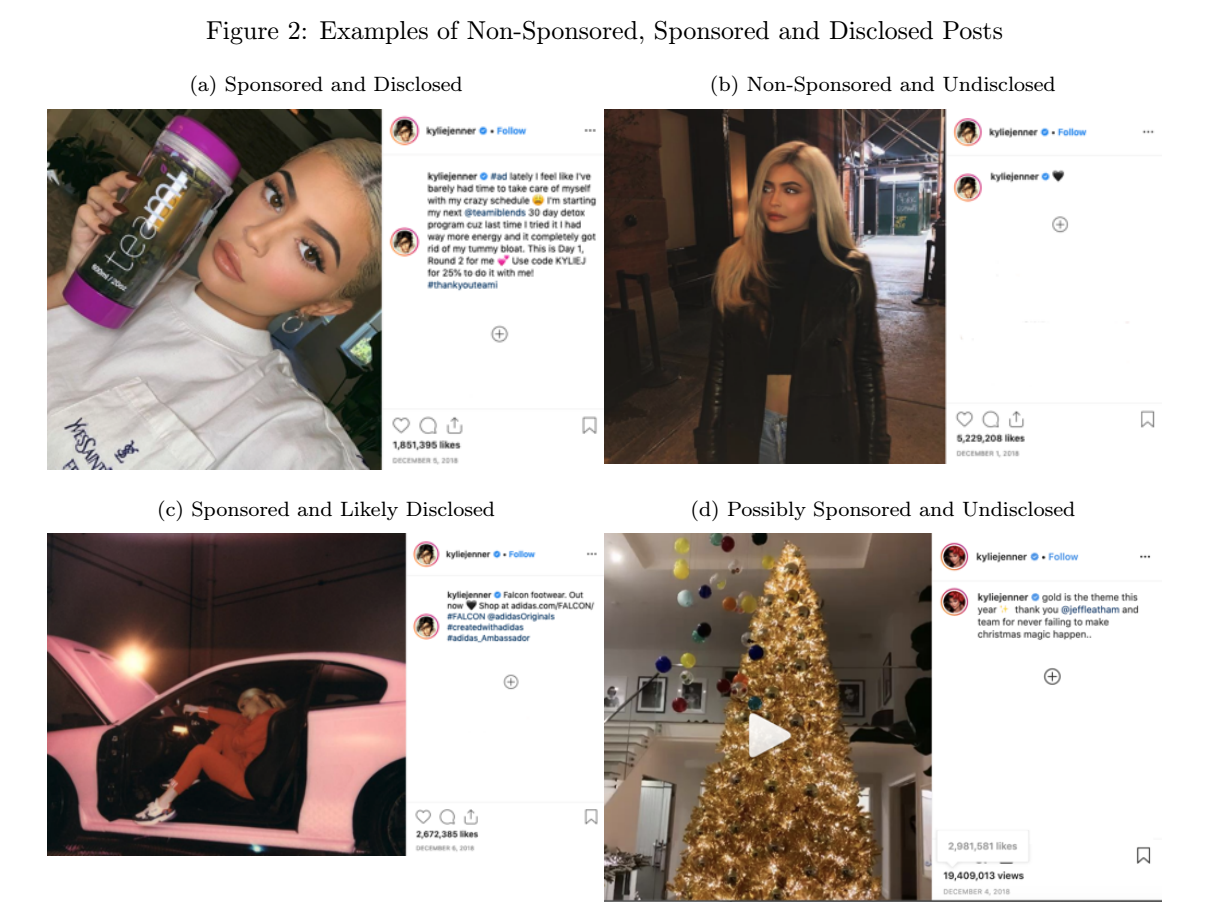 Figure 2: Examples of Non-Sponsored, Sponsored and Disclosed Posts
(a) Sponsored and Disclosed
teami
600ml / 20oz
YVES SAINT
kyliejenner • Follow
kyliejenner #ad lately I feel like I've
barely had time to take care of myself
with my crazy schedule 😩 I'm starting
my next @teamiblends 30 day detox
program cuz last time I tried it I had
way more energy and it completely got
rid of my tummy bloat. This is Day 1,
Round 2 for me 💕 Use code KYLIEJ
for 25% to do it with me!
#thankyouteami
1,851,395 likes
DECEMBER 5, 2018
(b) Non-Sponsored and Undisclosed
kyliejenner • Follow
kyliejenner 🖤
5,229,208 likes
DECEMBER 1, 2018
(c) Sponsored and Likely Disclosed
kyliejenner • Follow
kyliejenner Falcon footwear. Out
now 🖤 Shop at adidas.com/FALCON/
#FALCON @adidasOriginals
#createdwithadidas
#adidas_Ambassador
2,672,385 likes
DECEMBER 6, 2018
(d) Possibly Sponsored and Undisclosed
kyliejenner • Follow
kyliejenner gold is the theme this
year ✨ thank you @jeffleatham and
team for never failing to make
christmas magic happen..
2,981,581 likes
19,409,013 views
DECEMBER 4, 2018